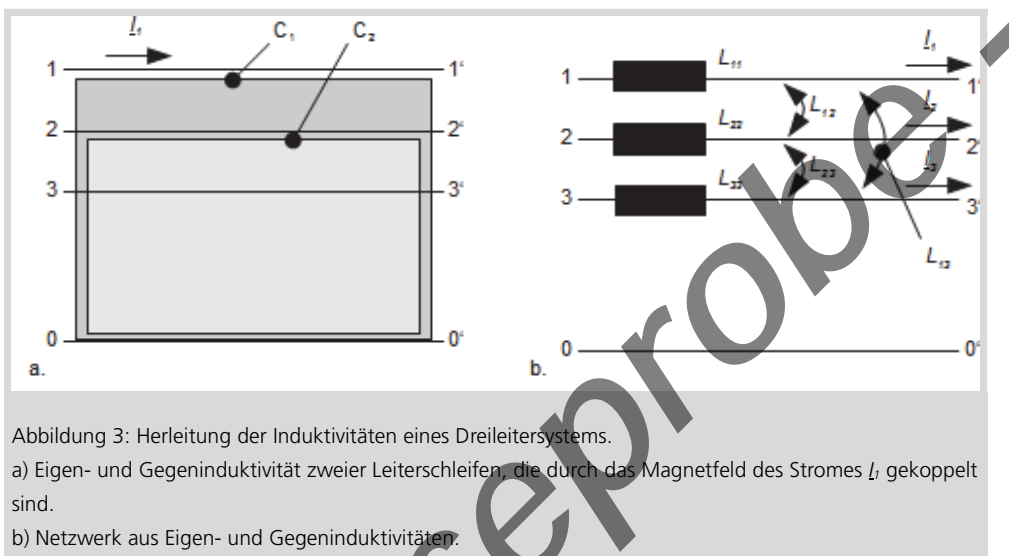 I₁ C₁ C₂
1 1‘
2 2‘
3 3‘
0 0‘
a.
1 L₁₁ I₁ 1‘
L₁₂
2 L₂₂ I₂ 2‘
L₂₃
3 L₃₃ I₃ 3‘
L₁₃
0 0‘
b.
Abbildung 3: Herleitung der Induktivitäten eines Dreileitersystems.
a) Eigen- und Gegeninduktivität zweier Leiterschleifen, die durch das Magnetfeld des Stromes I₁ gekoppelt
sind.
b) Netzwerk aus Eigen- und Gegeninduktivitäten.
eseprobe -